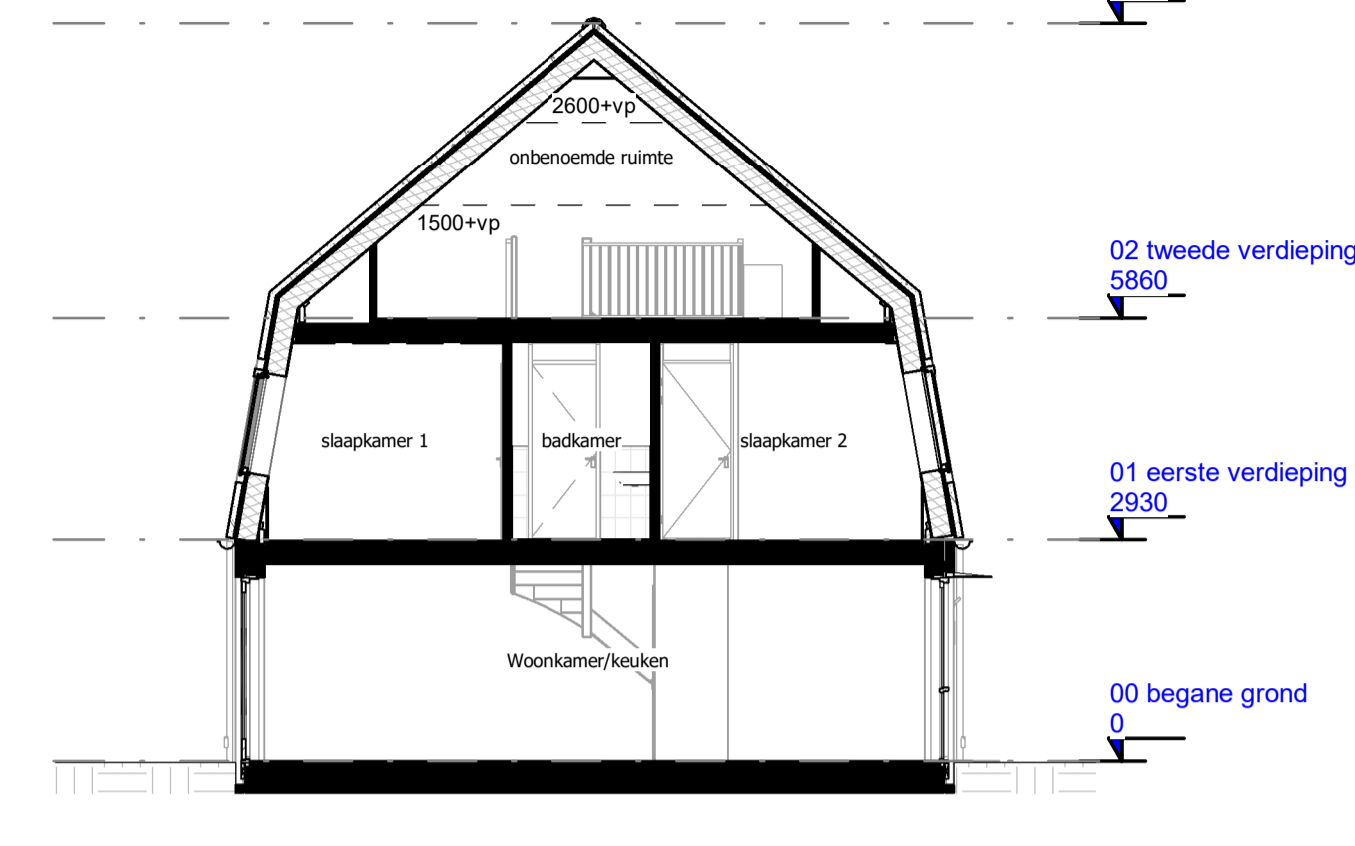 2600+vp
onbenoemde ruimte
1500+vp
02 tweede verdieping
5860
slaapkamer 1
badkamer
slaapkamer 2
01 eerste verdieping
2930
Woonkamer/keuken
00 begane grond
0